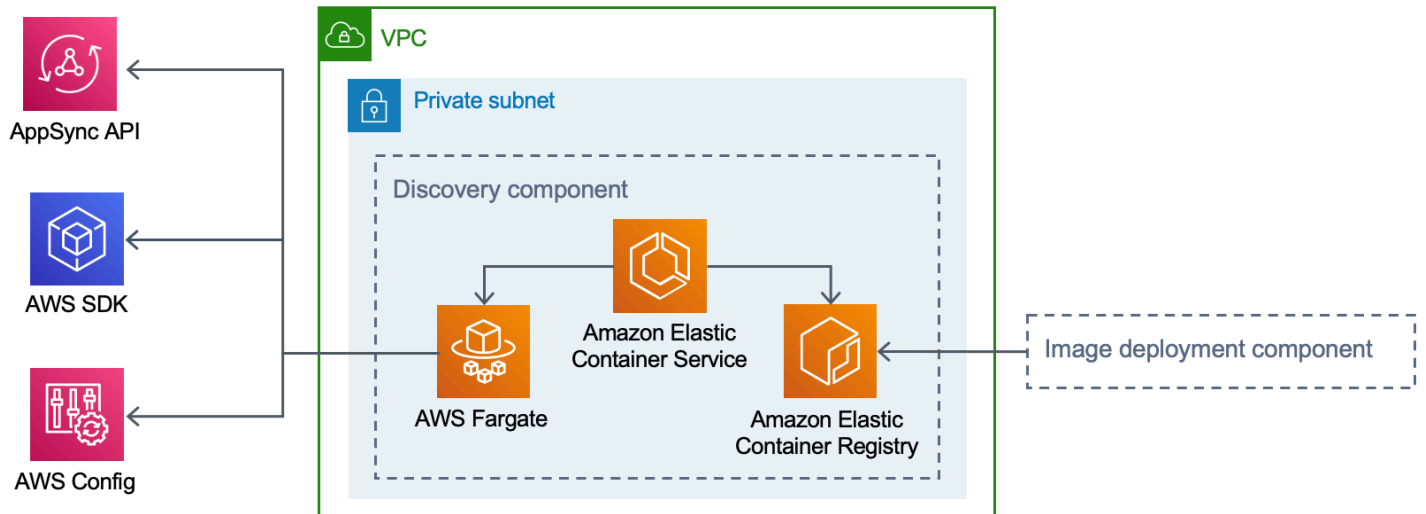 VPC
Private subnet
AppSync API
Discovery component
AWS SDK
Amazon Elastic
Container Service
Image deployment component
AWS Fargate
Amazon Elastic
Container Registry
AWS Config